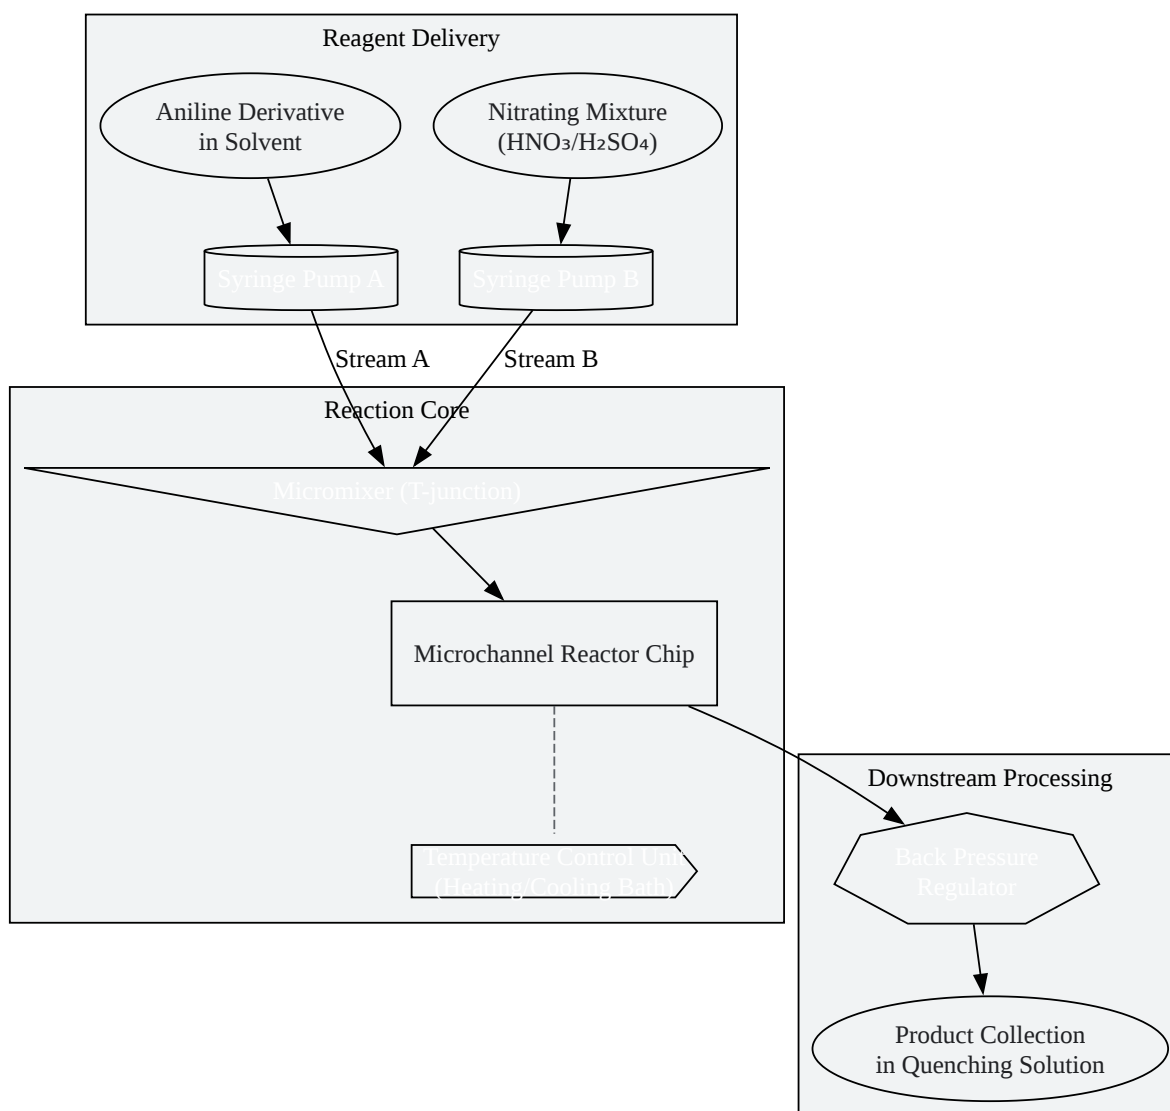 Reagent Delivery
Aniline Derivative
in Solvent
Nitrating Mixture
(HNO₃/H₂SO₄)
Syringe Pump A
Syringe Pump B
Stream A
Stream B
Reaction Core
Micromixer (T-junction)
Microchannel Reactor Chip
Downstream Processing
Temperature Control Unit
(Heating/Cooling Bath)
Back Pressure
Regulator
Product Collection
in Quenching Solution